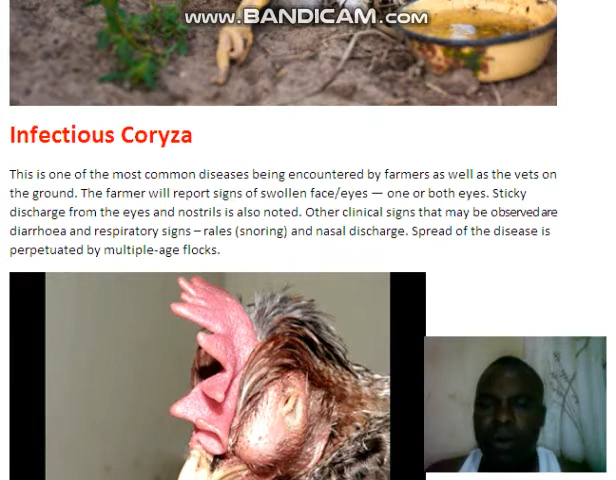 www.BANDICAM.com
Infectious Coryza
This is one of the most common diseases being encountered by farmers as well as the vets on
the ground. The farmer will report signs of swollen face/eyes — one or both eyes. Sticky
discharge from the eyes and nostrils is also noted. Other clinical signs that may be observed are
diarrhoea and respiratory signs – rales (snoring) and nasal discharge. Spread of the disease is
perpetuated by multiple-age flocks.